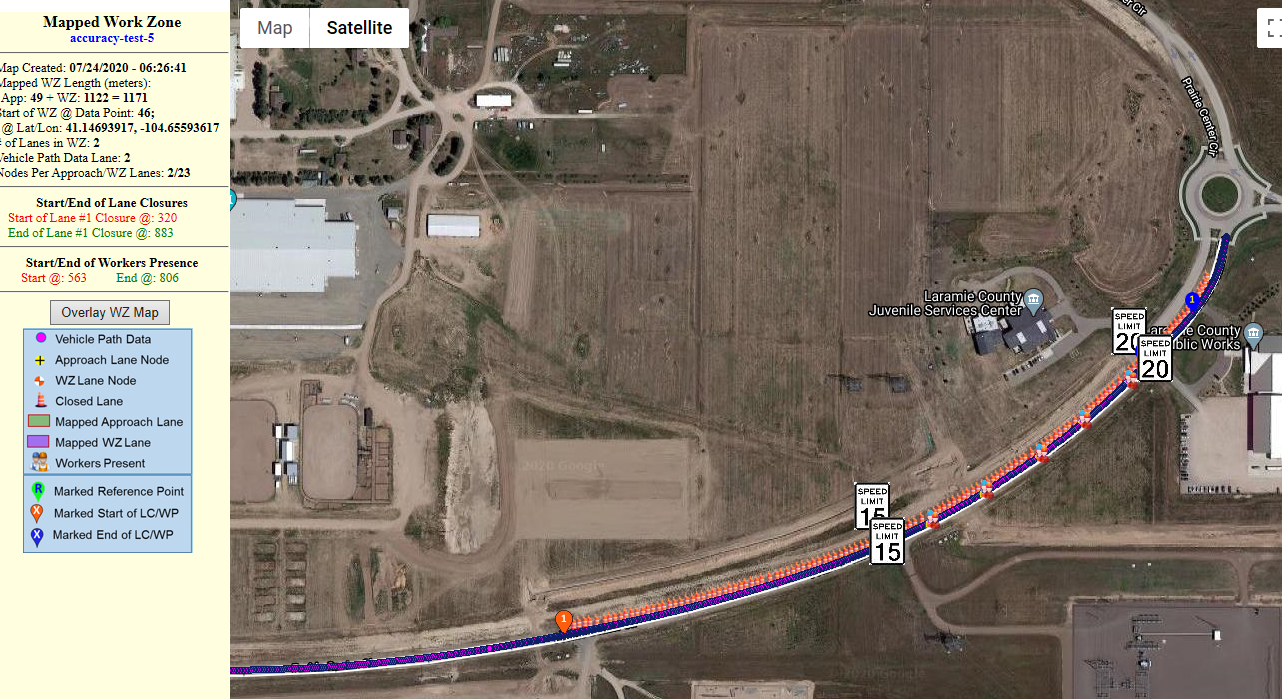 Mapped Work Zone
accuracy-test-5
Map Created: 07/24/2020 - 06:26:41
Mapped WZ Length (meters):
App: 49 + WZ: 1122 = 1171
Start of WZ @ Data Point: 46;
@ Lat/Lon: 41.14693917, -104.65593617
# of Lanes in WZ: 2
Vehicle Path Data Lane: 2
Nodes Per Approach/WZ Lanes: 2/23
Start/End of Lane Closures
Start of Lane #1 Closure @: 320
End of Lane #1 Closure @: 883
Start/End of Workers Presence
Start @: 563 End @: 806
Overlay WZ Map
Vehicle Path Data
Approach Lane Node
WZ Lane Node
Closed Lane
Mapped Approach Lane
Mapped WZ Lane
Workers Present
R Marked Reference Point
X Marked Start of LC/WP
X Marked End of LC/WP
Map Satellite
Prairie Center Cir
Laramie County
Juvenile Services Center
1
SPEED
LIMIT
20
SPEED
LIMIT
20
County
Works
SPEED
LIMIT
15
SPEED
LIMIT
15
1
2020 Google
2020 Google